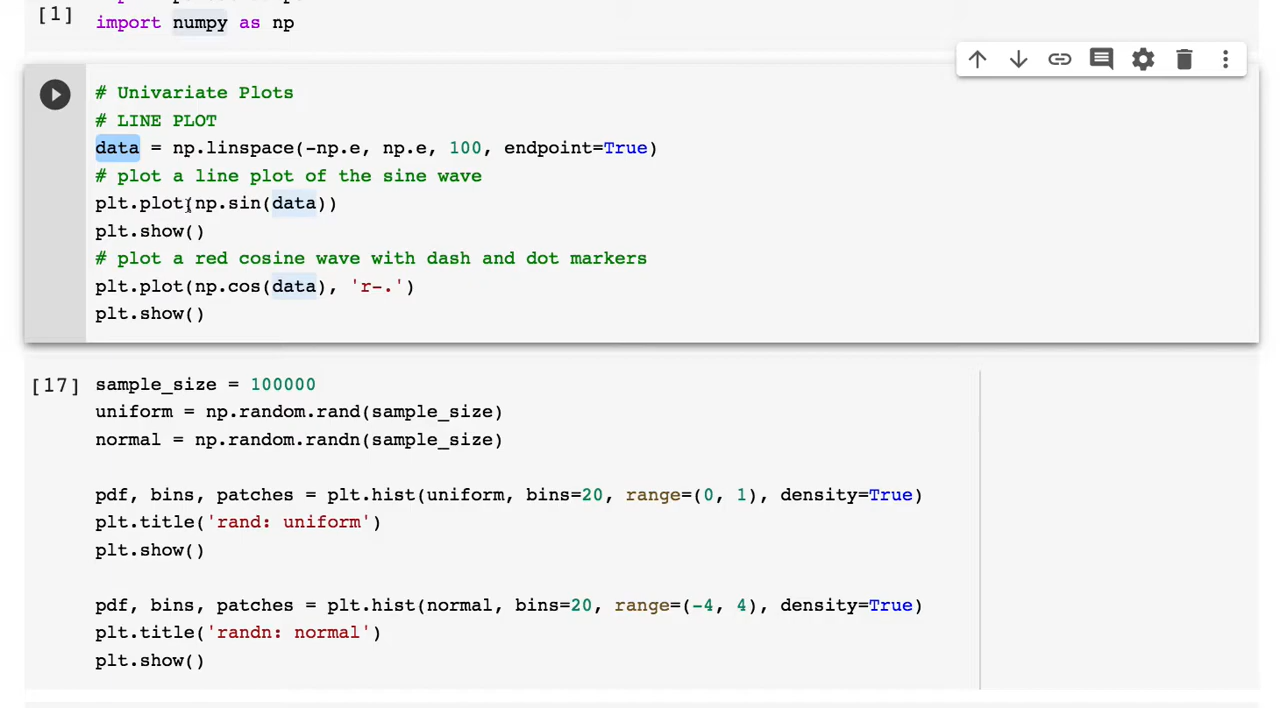 [1]
import numpy as np
# Univariate Plots
# LINE PLOT
data = np.linspace(-np.e, np.e, 100, endpoint=True)
# plot a line plot of the sine wave
plt.plot(np.sin(data))
plt.show()
# plot a red cosine wave with dash and dot markers
plt.plot(np.cos(data), 'r-.')
plt.show()
[17] sample_size = 100000
uniform = np.random.rand(sample_size)
normal = np.random.randn(sample_size)
pdf, bins, patches = plt.hist(uniform, bins=20, range=(0, 1), density=True)
plt.title('rand: uniform')
plt.show()
pdf, bins, patches = plt.hist(normal, bins=20, range=(-4, 4), density=True)
plt.title('randn: normal')
plt.show()